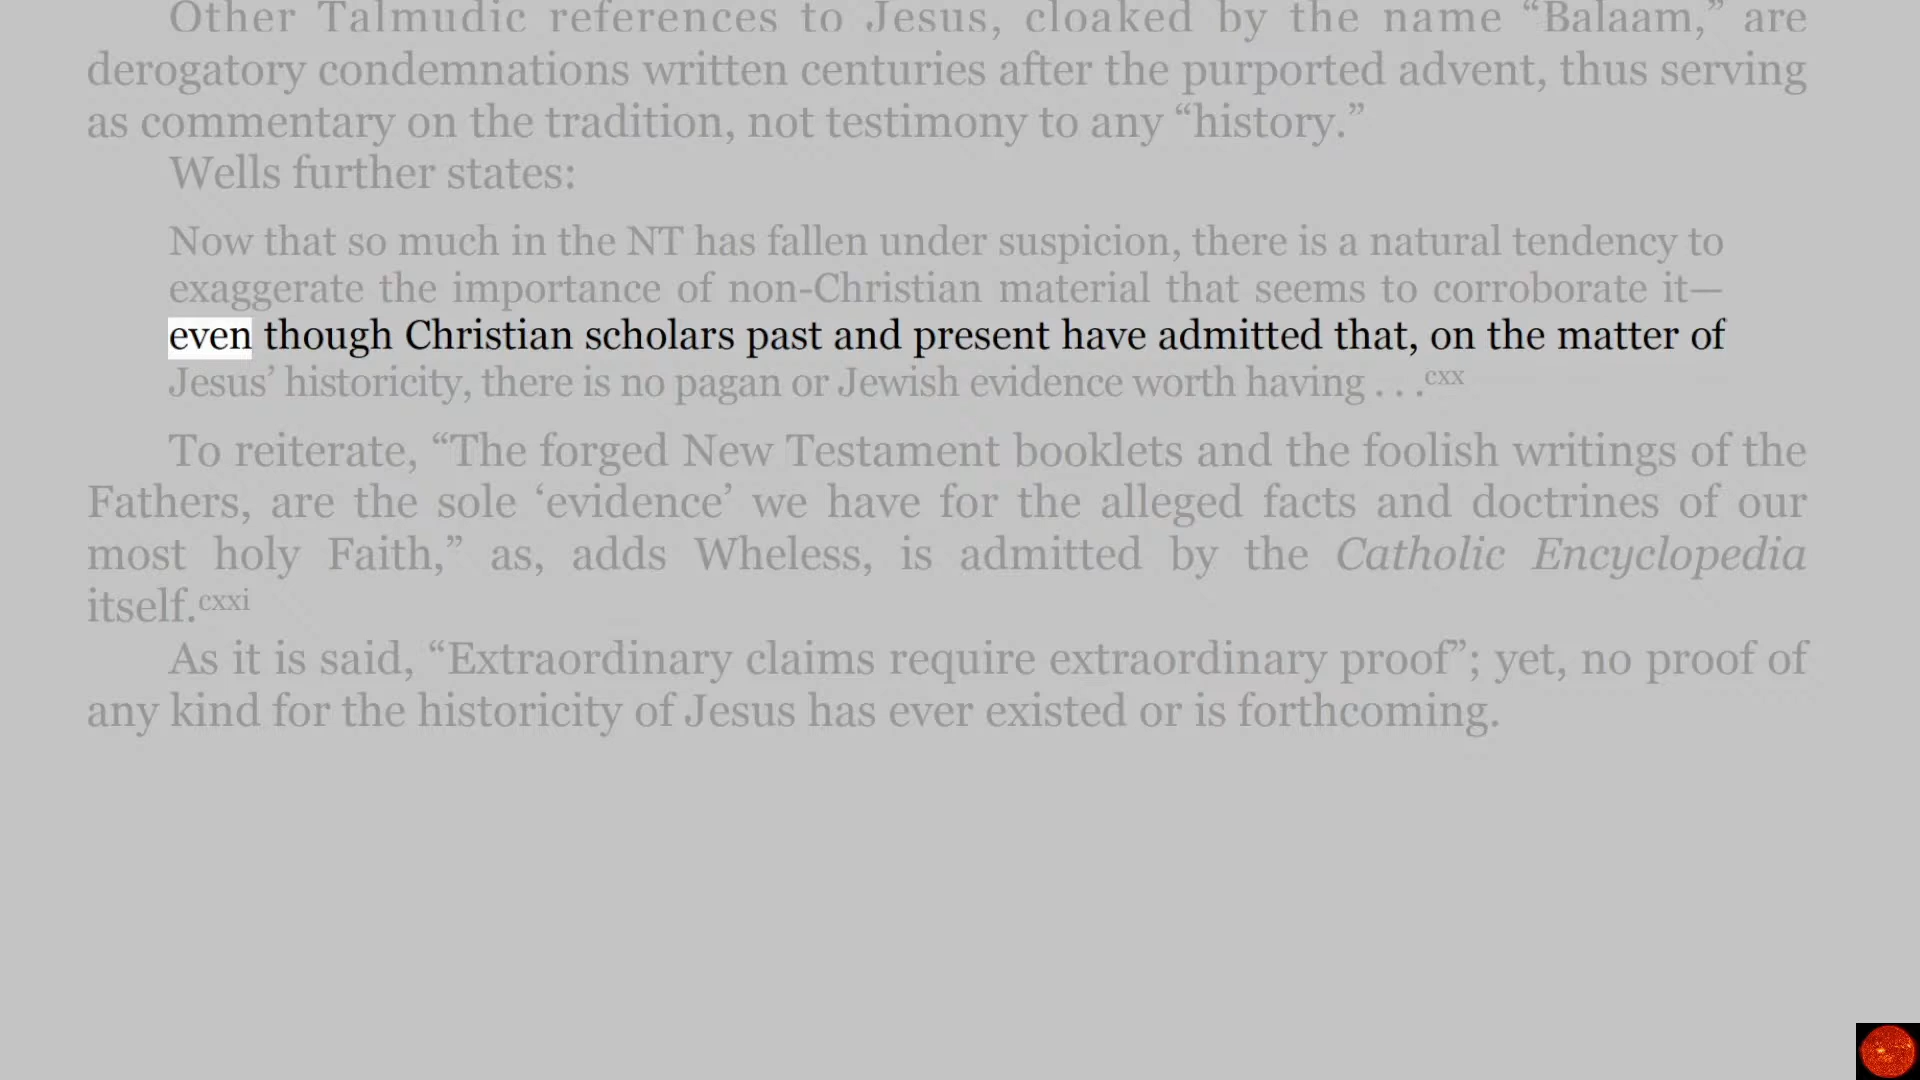 Other Talmudic references to Jesus, cloaked by the name “Balaam,” are
derogatory condemnations written centuries after the purported advent, thus serving
as commentary on the tradition, not testimony to any “history.”
Wells further states:
Now that so much in the NT has fallen under suspicion, there is a natural tendency to
exaggerate the importance of non-Christian material that seems to corroborate it—
even though Christian scholars past and present have admitted that, on the matter of
Jesus’ historicity, there is no pagan or Jewish evidence worth having . . .cxx
To reiterate, “The forged New Testament booklets and the foolish writings of the
Fathers, are the sole ‘evidence’ we have for the alleged facts and doctrines of our
most holy Faith,” as, adds Wheless, is admitted by the Catholic Encyclopedia
itself.cxxi
As it is said, “Extraordinary claims require extraordinary proof”; yet, no proof of
any kind for the historicity of Jesus has ever existed or is forthcoming.